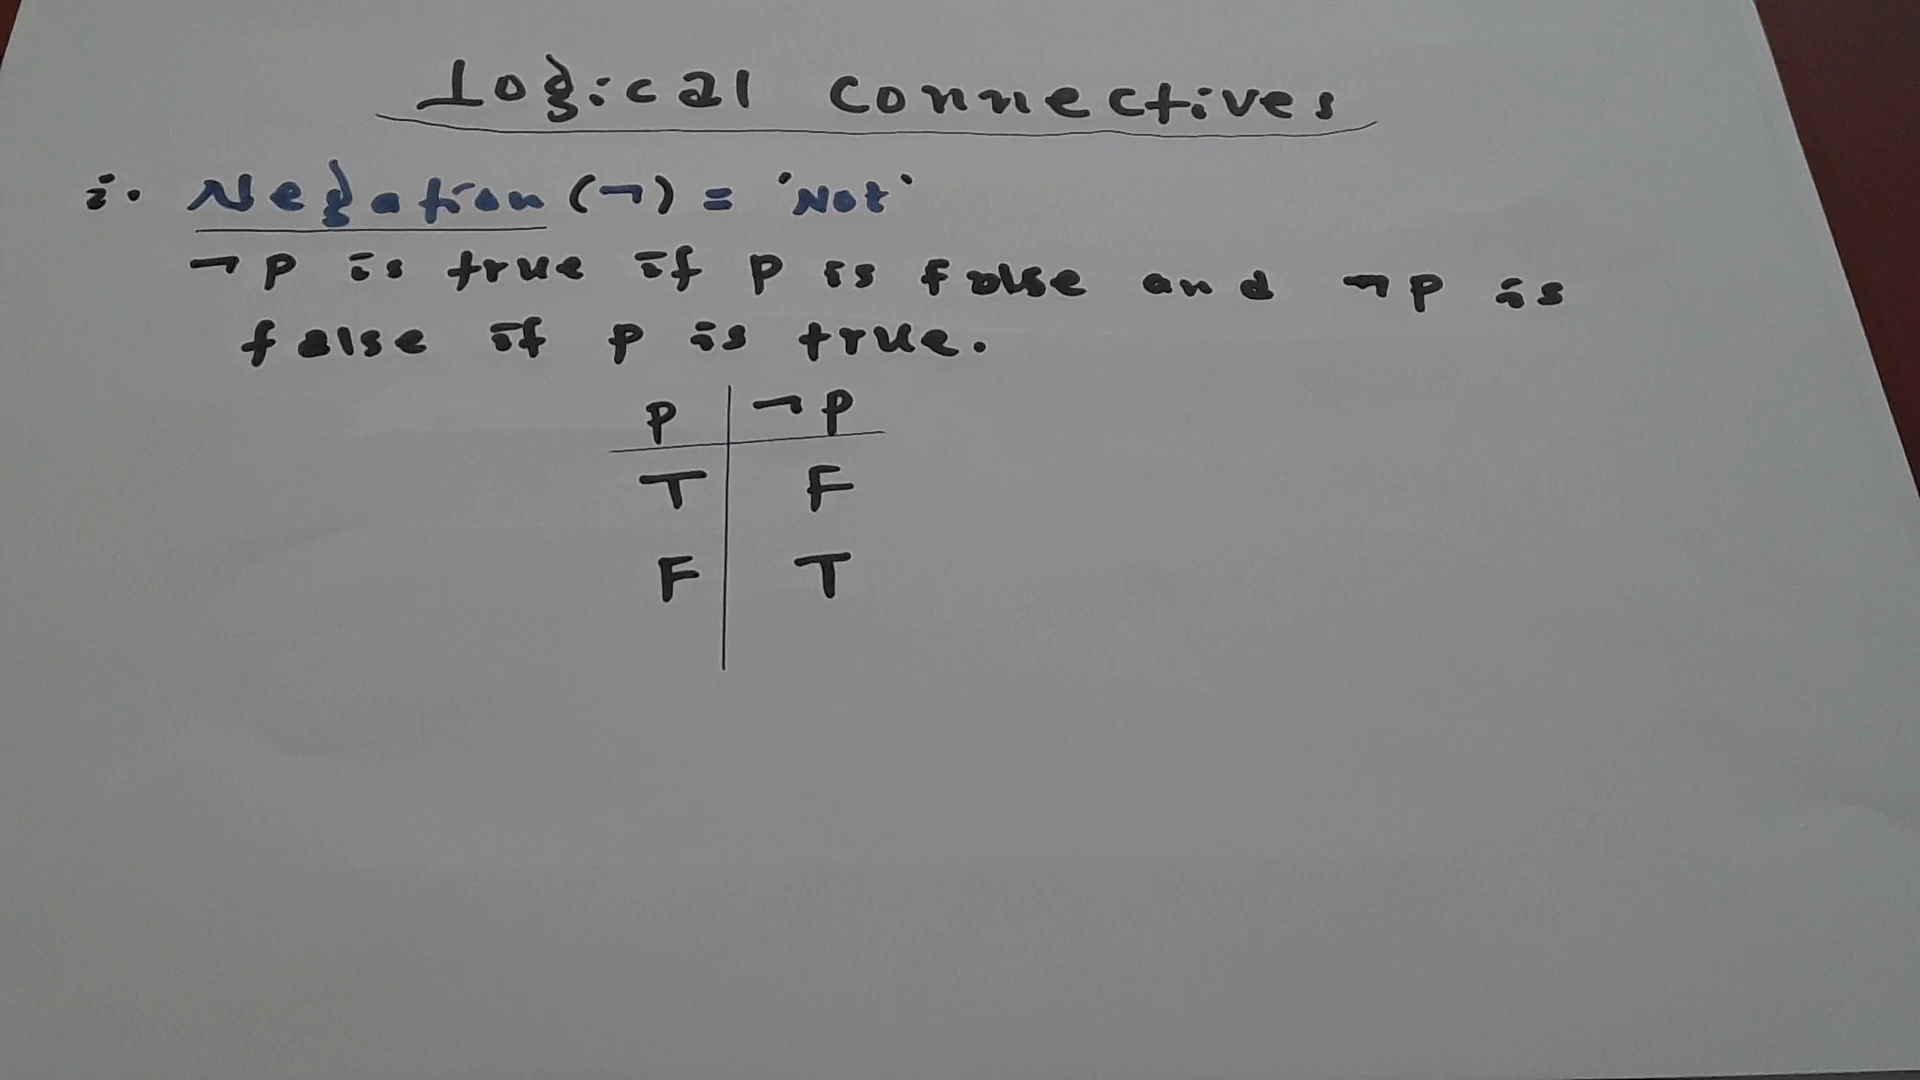 Logical Connectives
i. Negation (¬) = 'Not'
¬P is true if P is false and ¬P is
false if P is true.
P ¬P
T F
F T